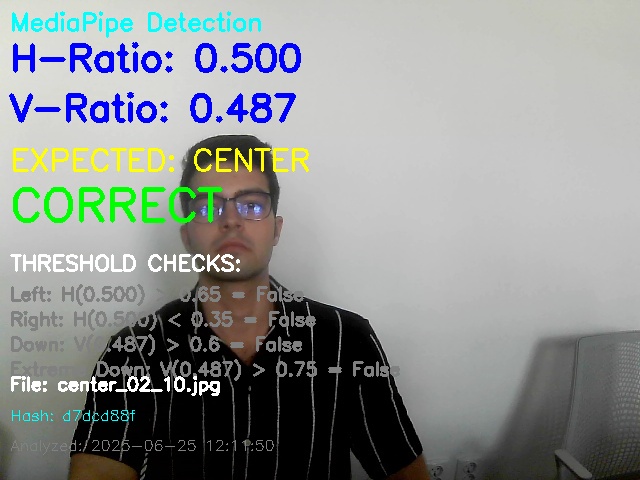 MediaPipe Detection
H-Ratio: 0.500
V-Ratio: 0.487
EXPECTED: CENTER
CORRECT
THRESHOLD CHECKS:
Left: H(0.500) > 0.65 = False
Right: H(0.500) < 0.35 = False
Down: V(0.487) > 0.6 = False
Extreme Down: V(0.487) > 0.75 = False
File: center_02_10.jpg
Hash: d7dcd88f
Analyzed: 2025-06-25 12:11:50